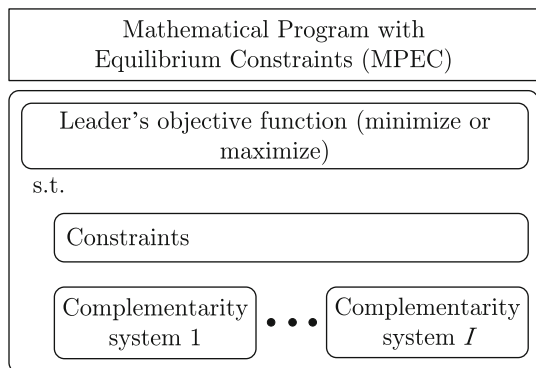 Mathematical Program with
Equilibrium Constraints (MPEC)
Leader's objective function (minimize or
maximize)
s.t.
Constraints
Complementarity
system 1
• • •
Complementarity
system I